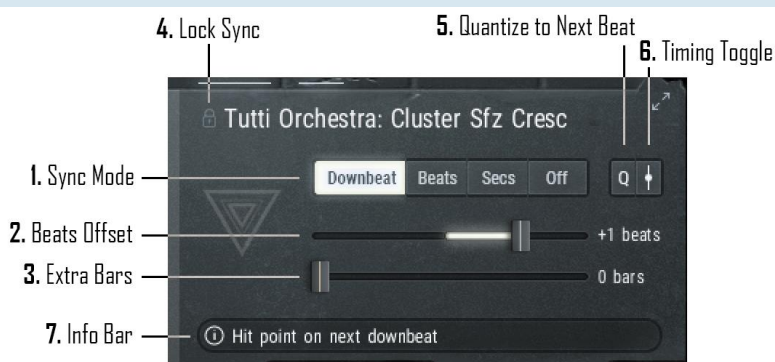 4. Lock Sync
5. Quantize to Next Beat
6. Timing Toggle
Tutti Orchestra: Cluster Sfz Cresc
1. Sync Mode
Downbeat Beats Secs Off Q
2. Beats Offset
+1 beats
3. Extra Bars
0 bars
7. Info Bar
Hit point on next downbeat